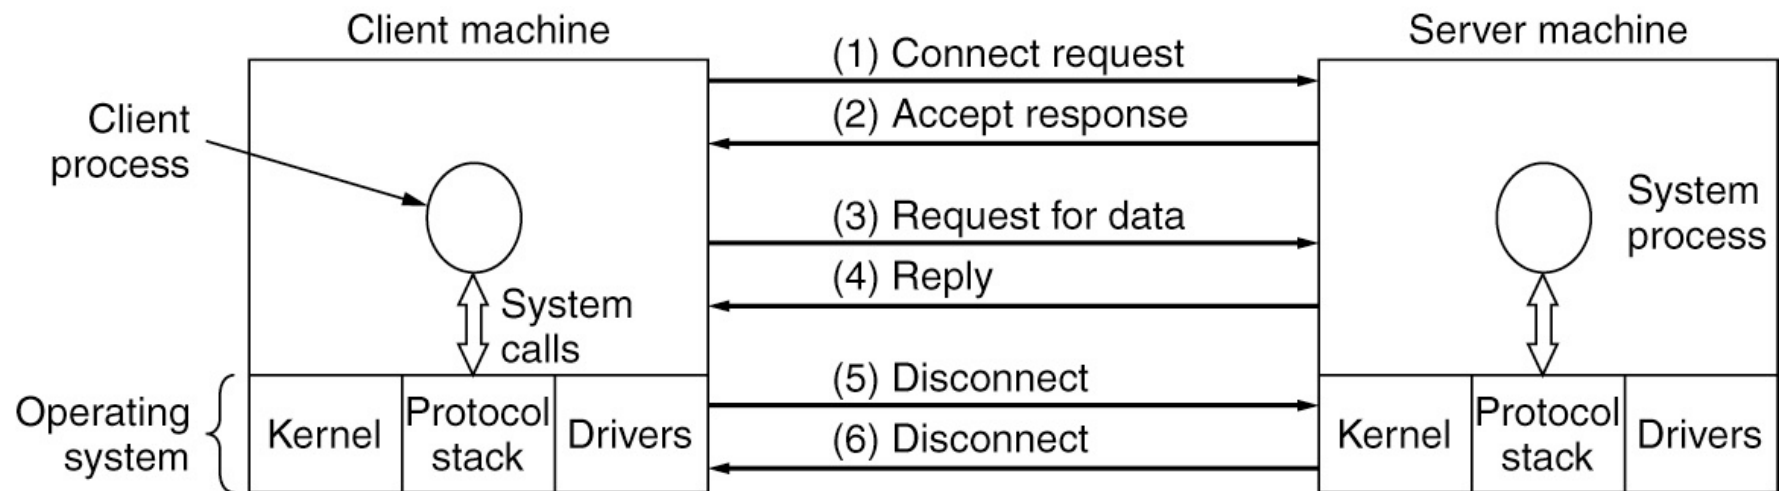 Client machine
Server machine
(1) Connect request
(2) Accept response
Client
process
(3) Request for data
System
process
(4) Reply
System
calls
(5) Disconnect
Operating
system
Kernel
Protocol
stack
Drivers
(6) Disconnect
Kernel
Protocol
stack
Drivers